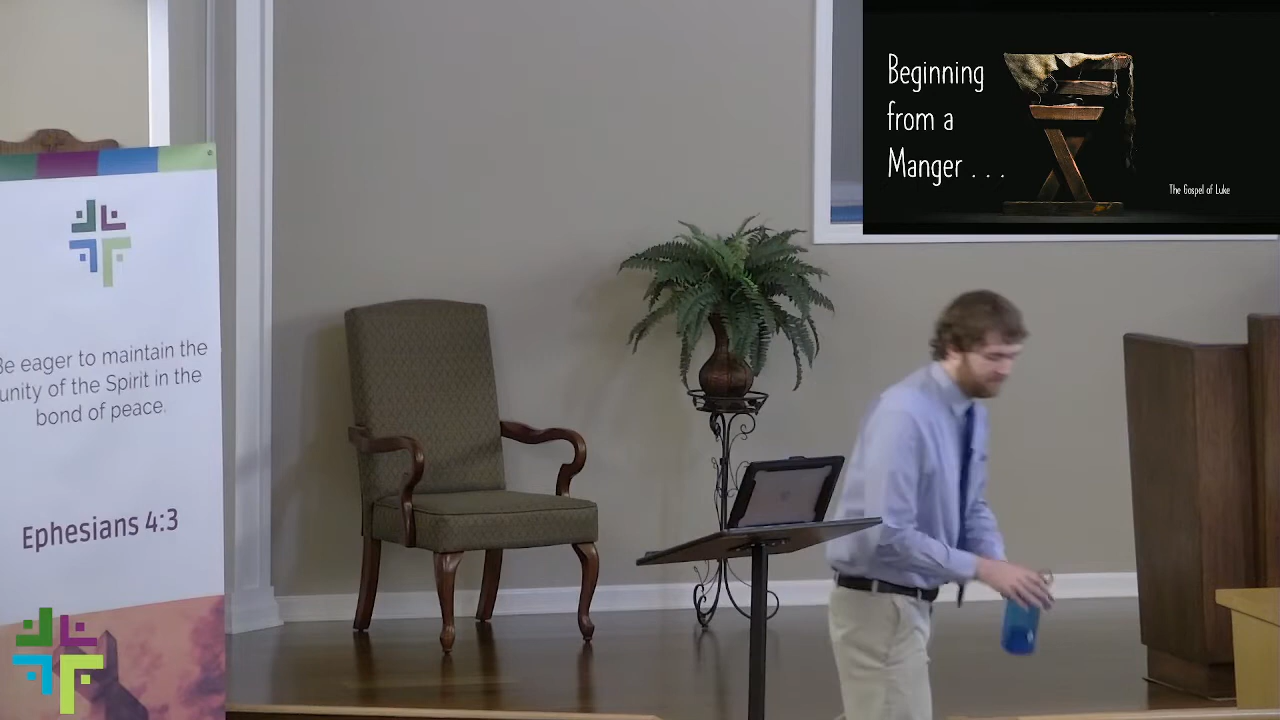 Beginning
from a
Manger . . .
The Gospel of Luke
Be eager to maintain the
unity of the Spirit in the
bond of peace.
Ephesians 4:3